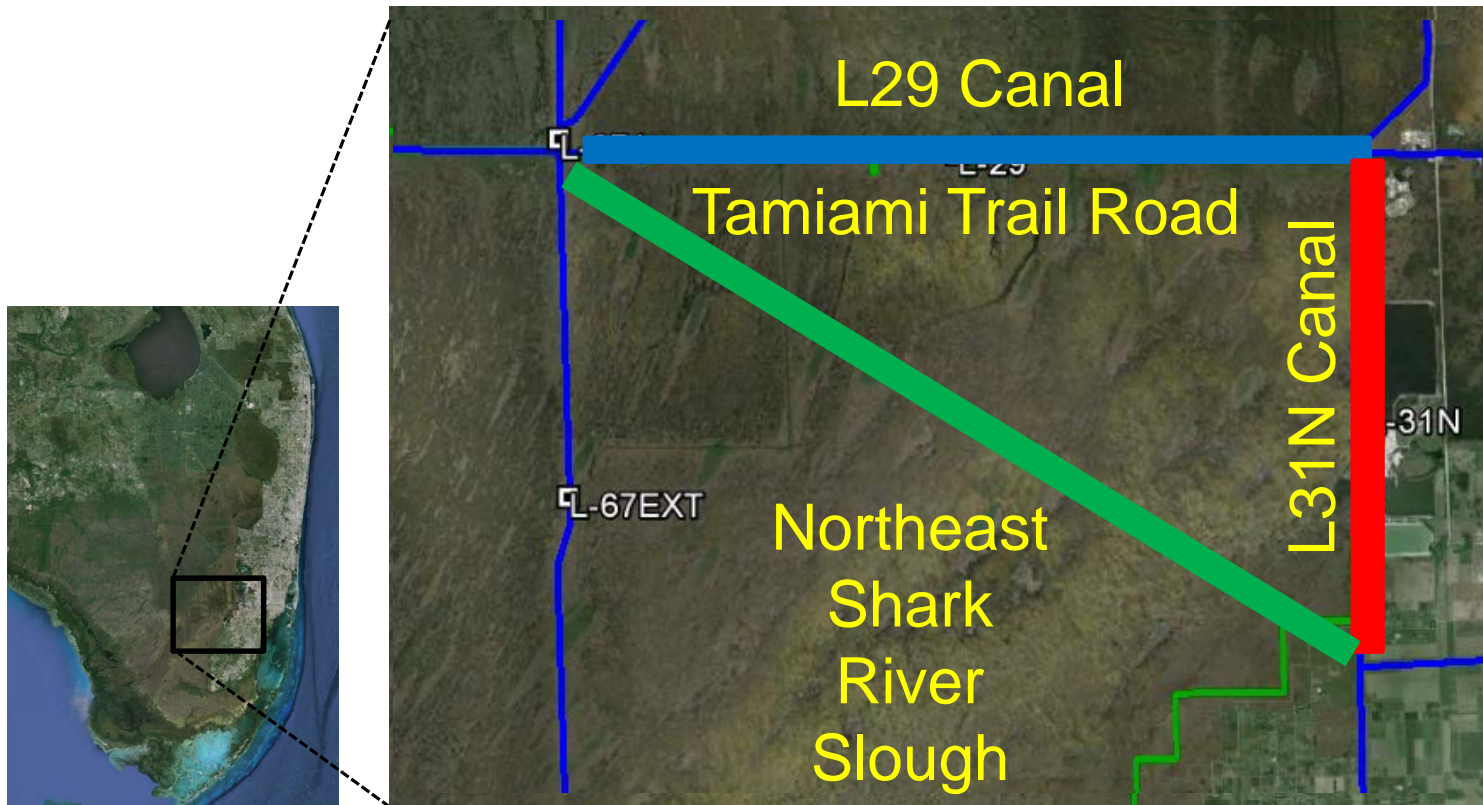 L29 Canal
L-29
Tamiami Trail Road
L31N Canal
-31N
L-67EXT
Northeast
Shark
River
Slough